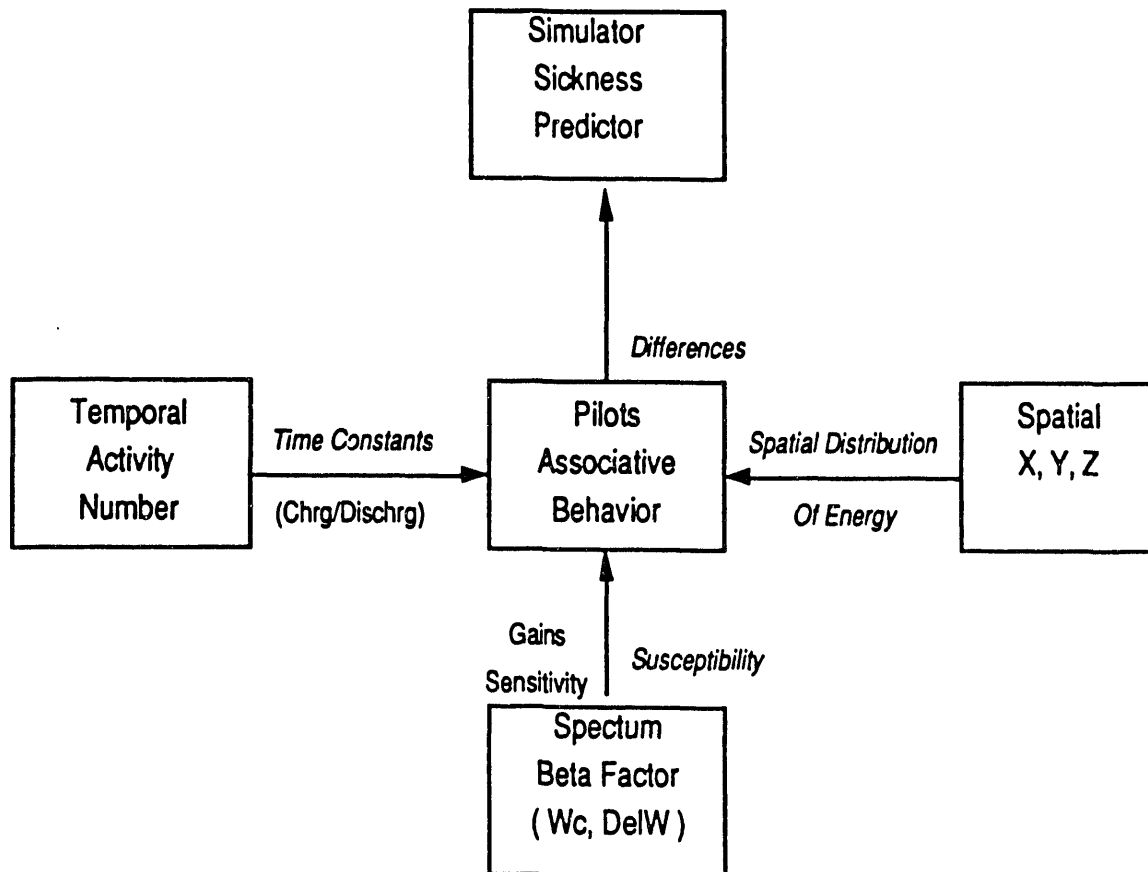 Simulator
Sickness
Predictor
Differences
Temporal
Activity
Number
Time Constants
(Chrg/Dischrg)
Pilots
Associative
Behavior
Spatial Distribution
Of Energy
Spatial
X, Y, Z
Gains
Sensitivity
Susceptibility
Spectum
Beta Factor
( Wc, DelW )